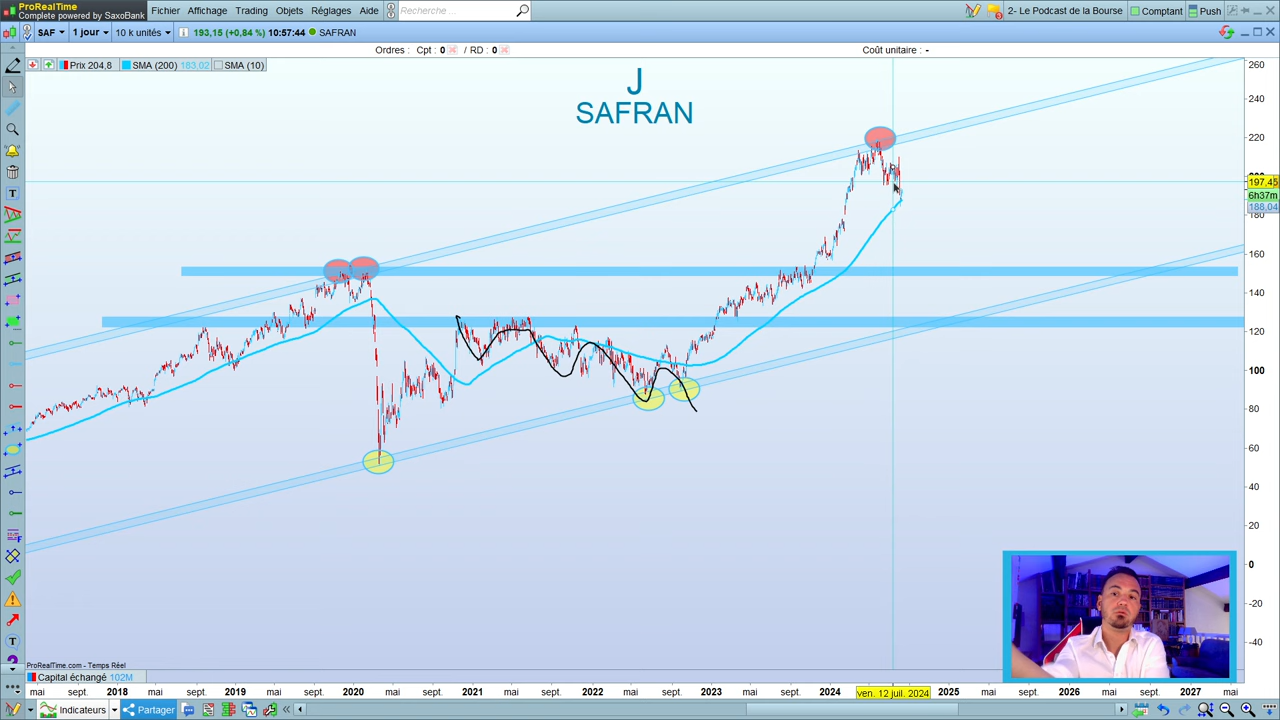 ProRealTime
Complete powered by SaxoBank
Fichier Affichage Trading Objets Réglages Aide Recherche ... 2- Le Podcast de la Bourse Comptant Push
SAF 1 jour 10 k unités 193,15 (+0,84 %) 10:57:44 SAFRAN
Ordres : Cpt : 0 / RD : 0 Coût unitaire : -
Prix 204,8 SMA (200) 183,02 SMA (10)
J
SAFRAN
260
240
220
197,45
6h37m
188,04
180
160
140
120
100
80
60
40
20
0
-20
-40
ProRealTime.com - Temps Réel
Capital échangé 102M
mai sept. 2018 mai sept. 2019 mai sept. 2020 mai sept. 2021 mai sept. 2022 mai sept. 2023 mai sept. 2024 ven. 12 juil. 2024 2025 mai sept. 2026 mai sept. 2027 mai
Indicateurs Partager